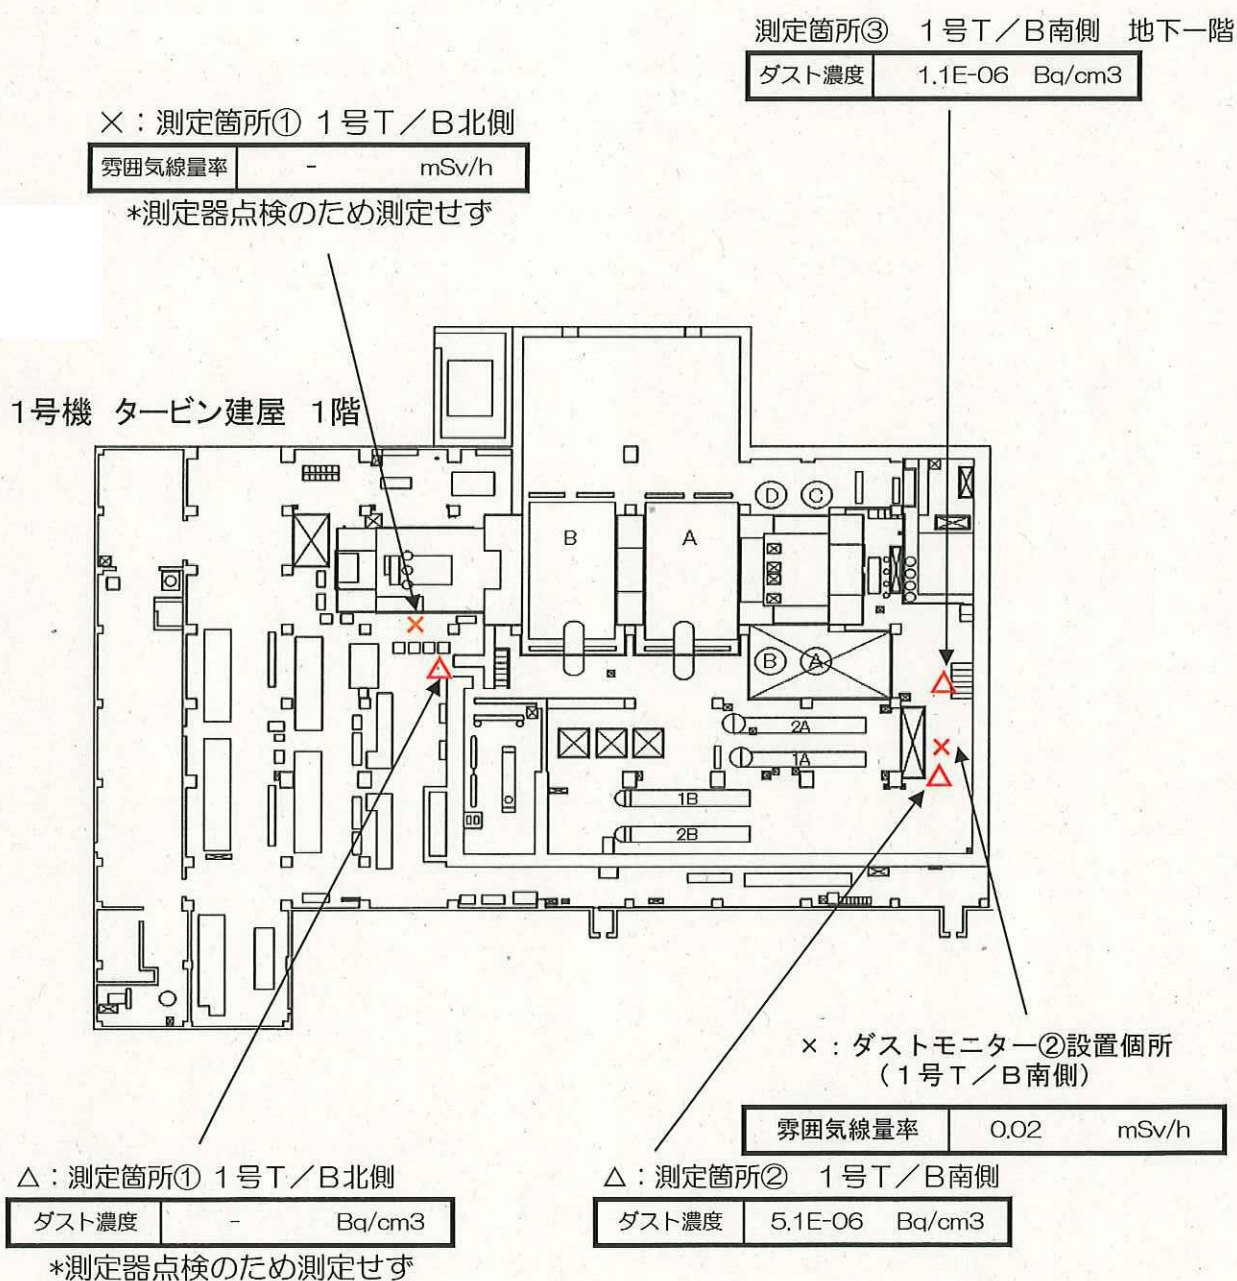 測定箇所③ 1号T/B南側 地下一階
ダスト濃度 1.1E-06 Bq/cm3
×:測定箇所① 1号T/B北側
雰囲気線量率 - mSv/h
*測定器点検のため測定せず
1号機 タービン建屋 1階
D C
B A
B A
2A
1A
1B
2B
×:ダストモニター②設置個所
(1号T/B南側)
雰囲気線量率 0.02 mSv/h
△:測定箇所① 1号T/B北側
ダスト濃度 - Bq/cm3
*測定器点検のため測定せず
△:測定箇所② 1号T/B南側
ダスト濃度 5.1E-06 Bq/cm3